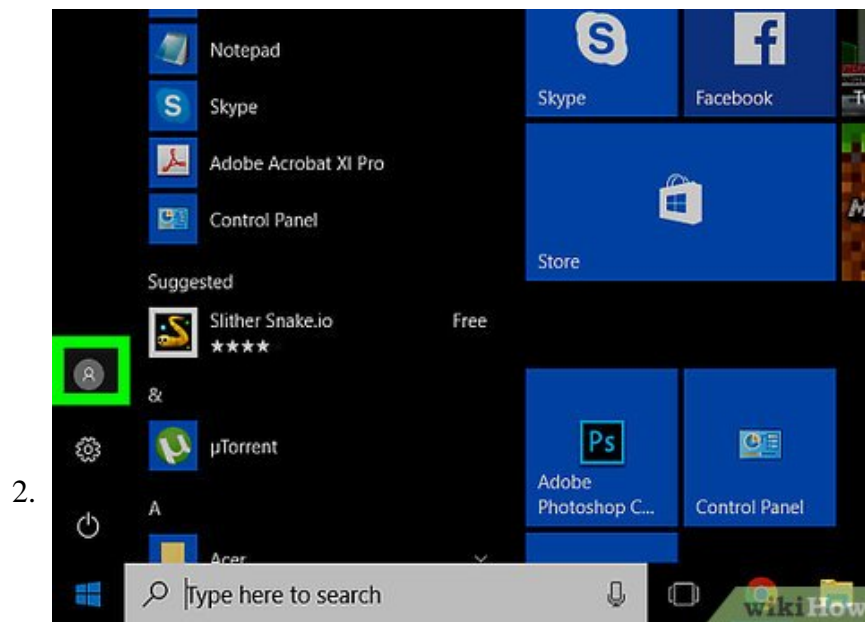 Notepad
Skype
Adobe Acrobat XI Pro
Control Panel
Suggested
Slither Snake.io Free
★★★★
&
µTorrent
A
Acer
S
Skype
f
Facebook
Store
Ps
Adobe
Photoshop C...
Control Panel
2.
Type here to search
wikiHow